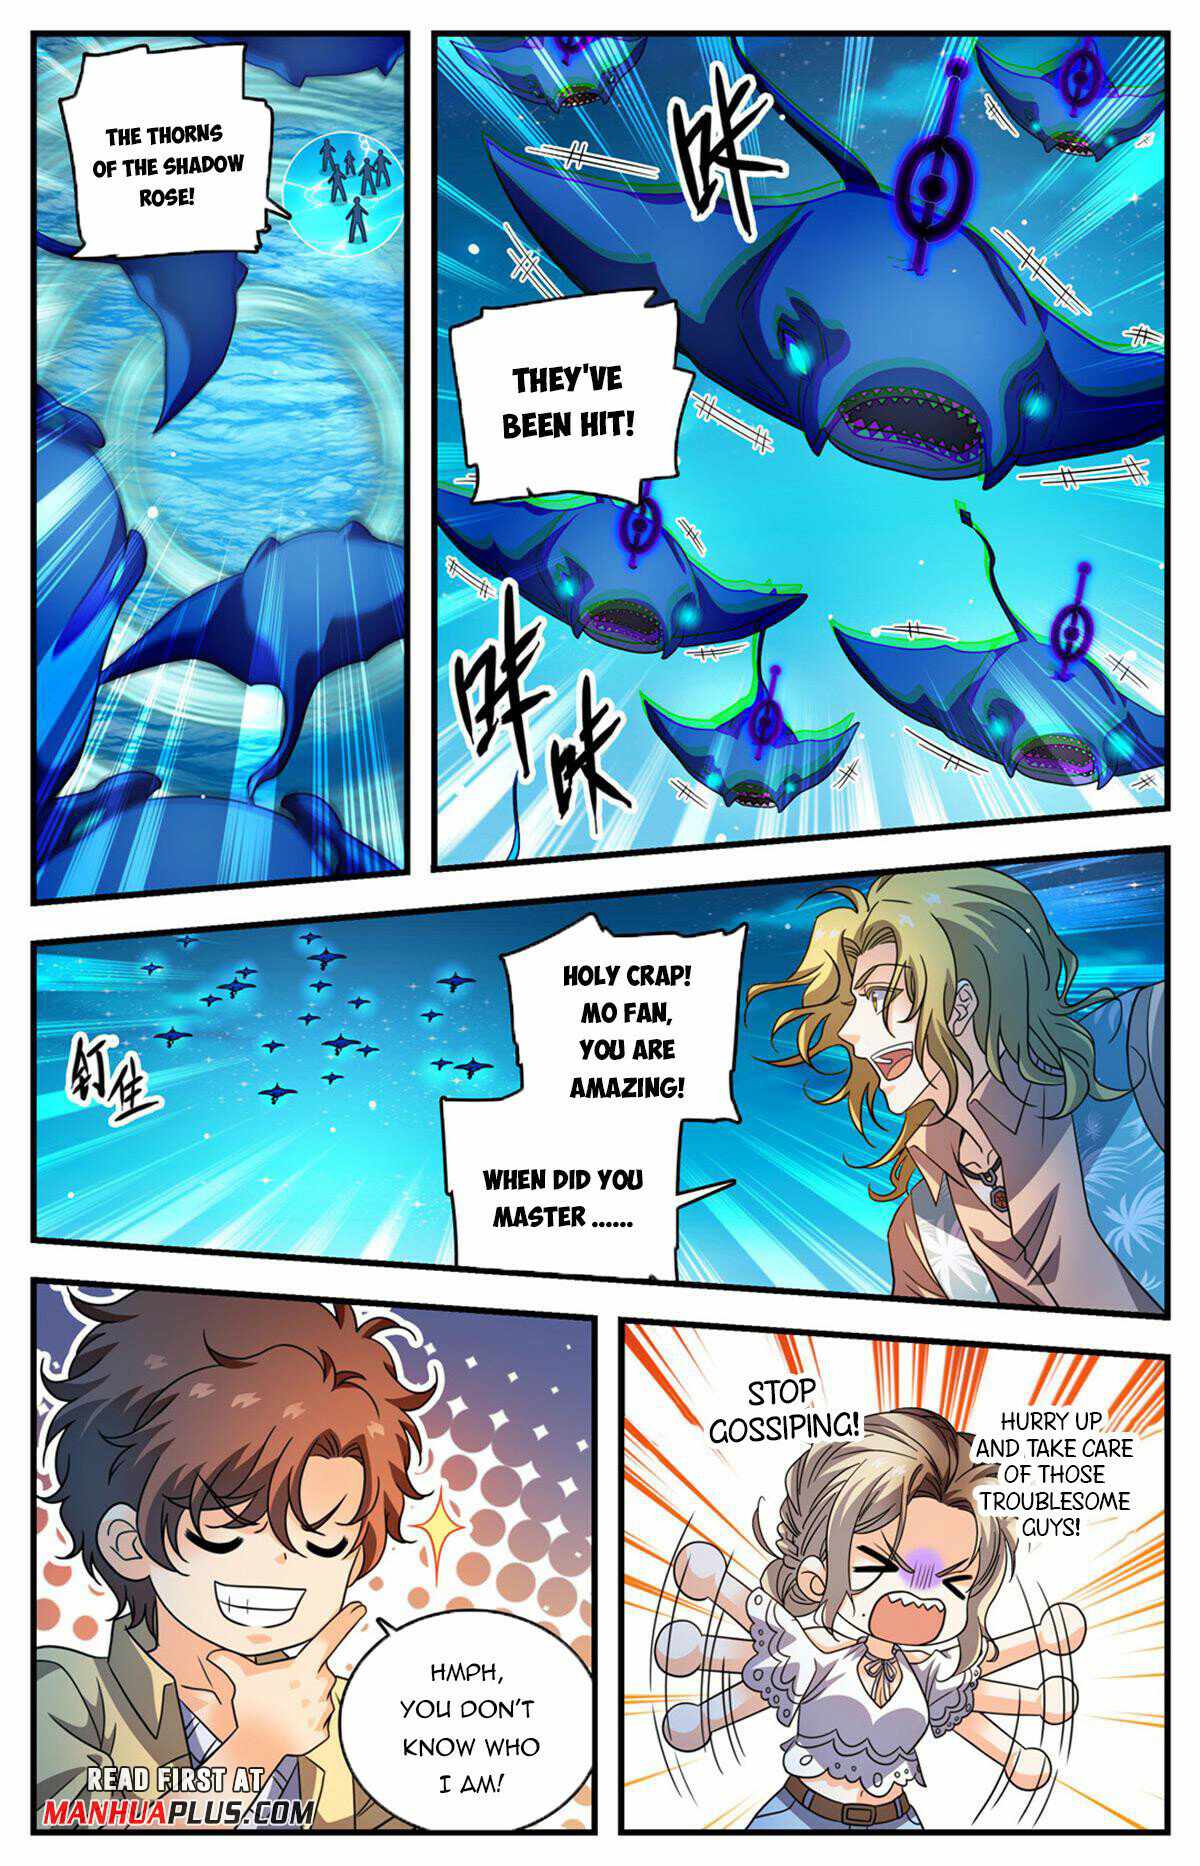 THE THORNS
OF THE SHADOW
ROSE!
咔
THEY'VE
BEEN HIT!
咔
咔
HOLY CRAP!
MO FAN,
YOU ARE
AMAZING!
WHEN DID YOU
MASTER ......
钉住
HMPH,
YOU DON'T
KNOW WHO
I AM!
READ FIRST AT
MANHUAPLUS.COM
STOP
GOSSIPING!
HURRY UP
AND TAKE CARE
OF THOSE
TROUBLESOME
GUYS!